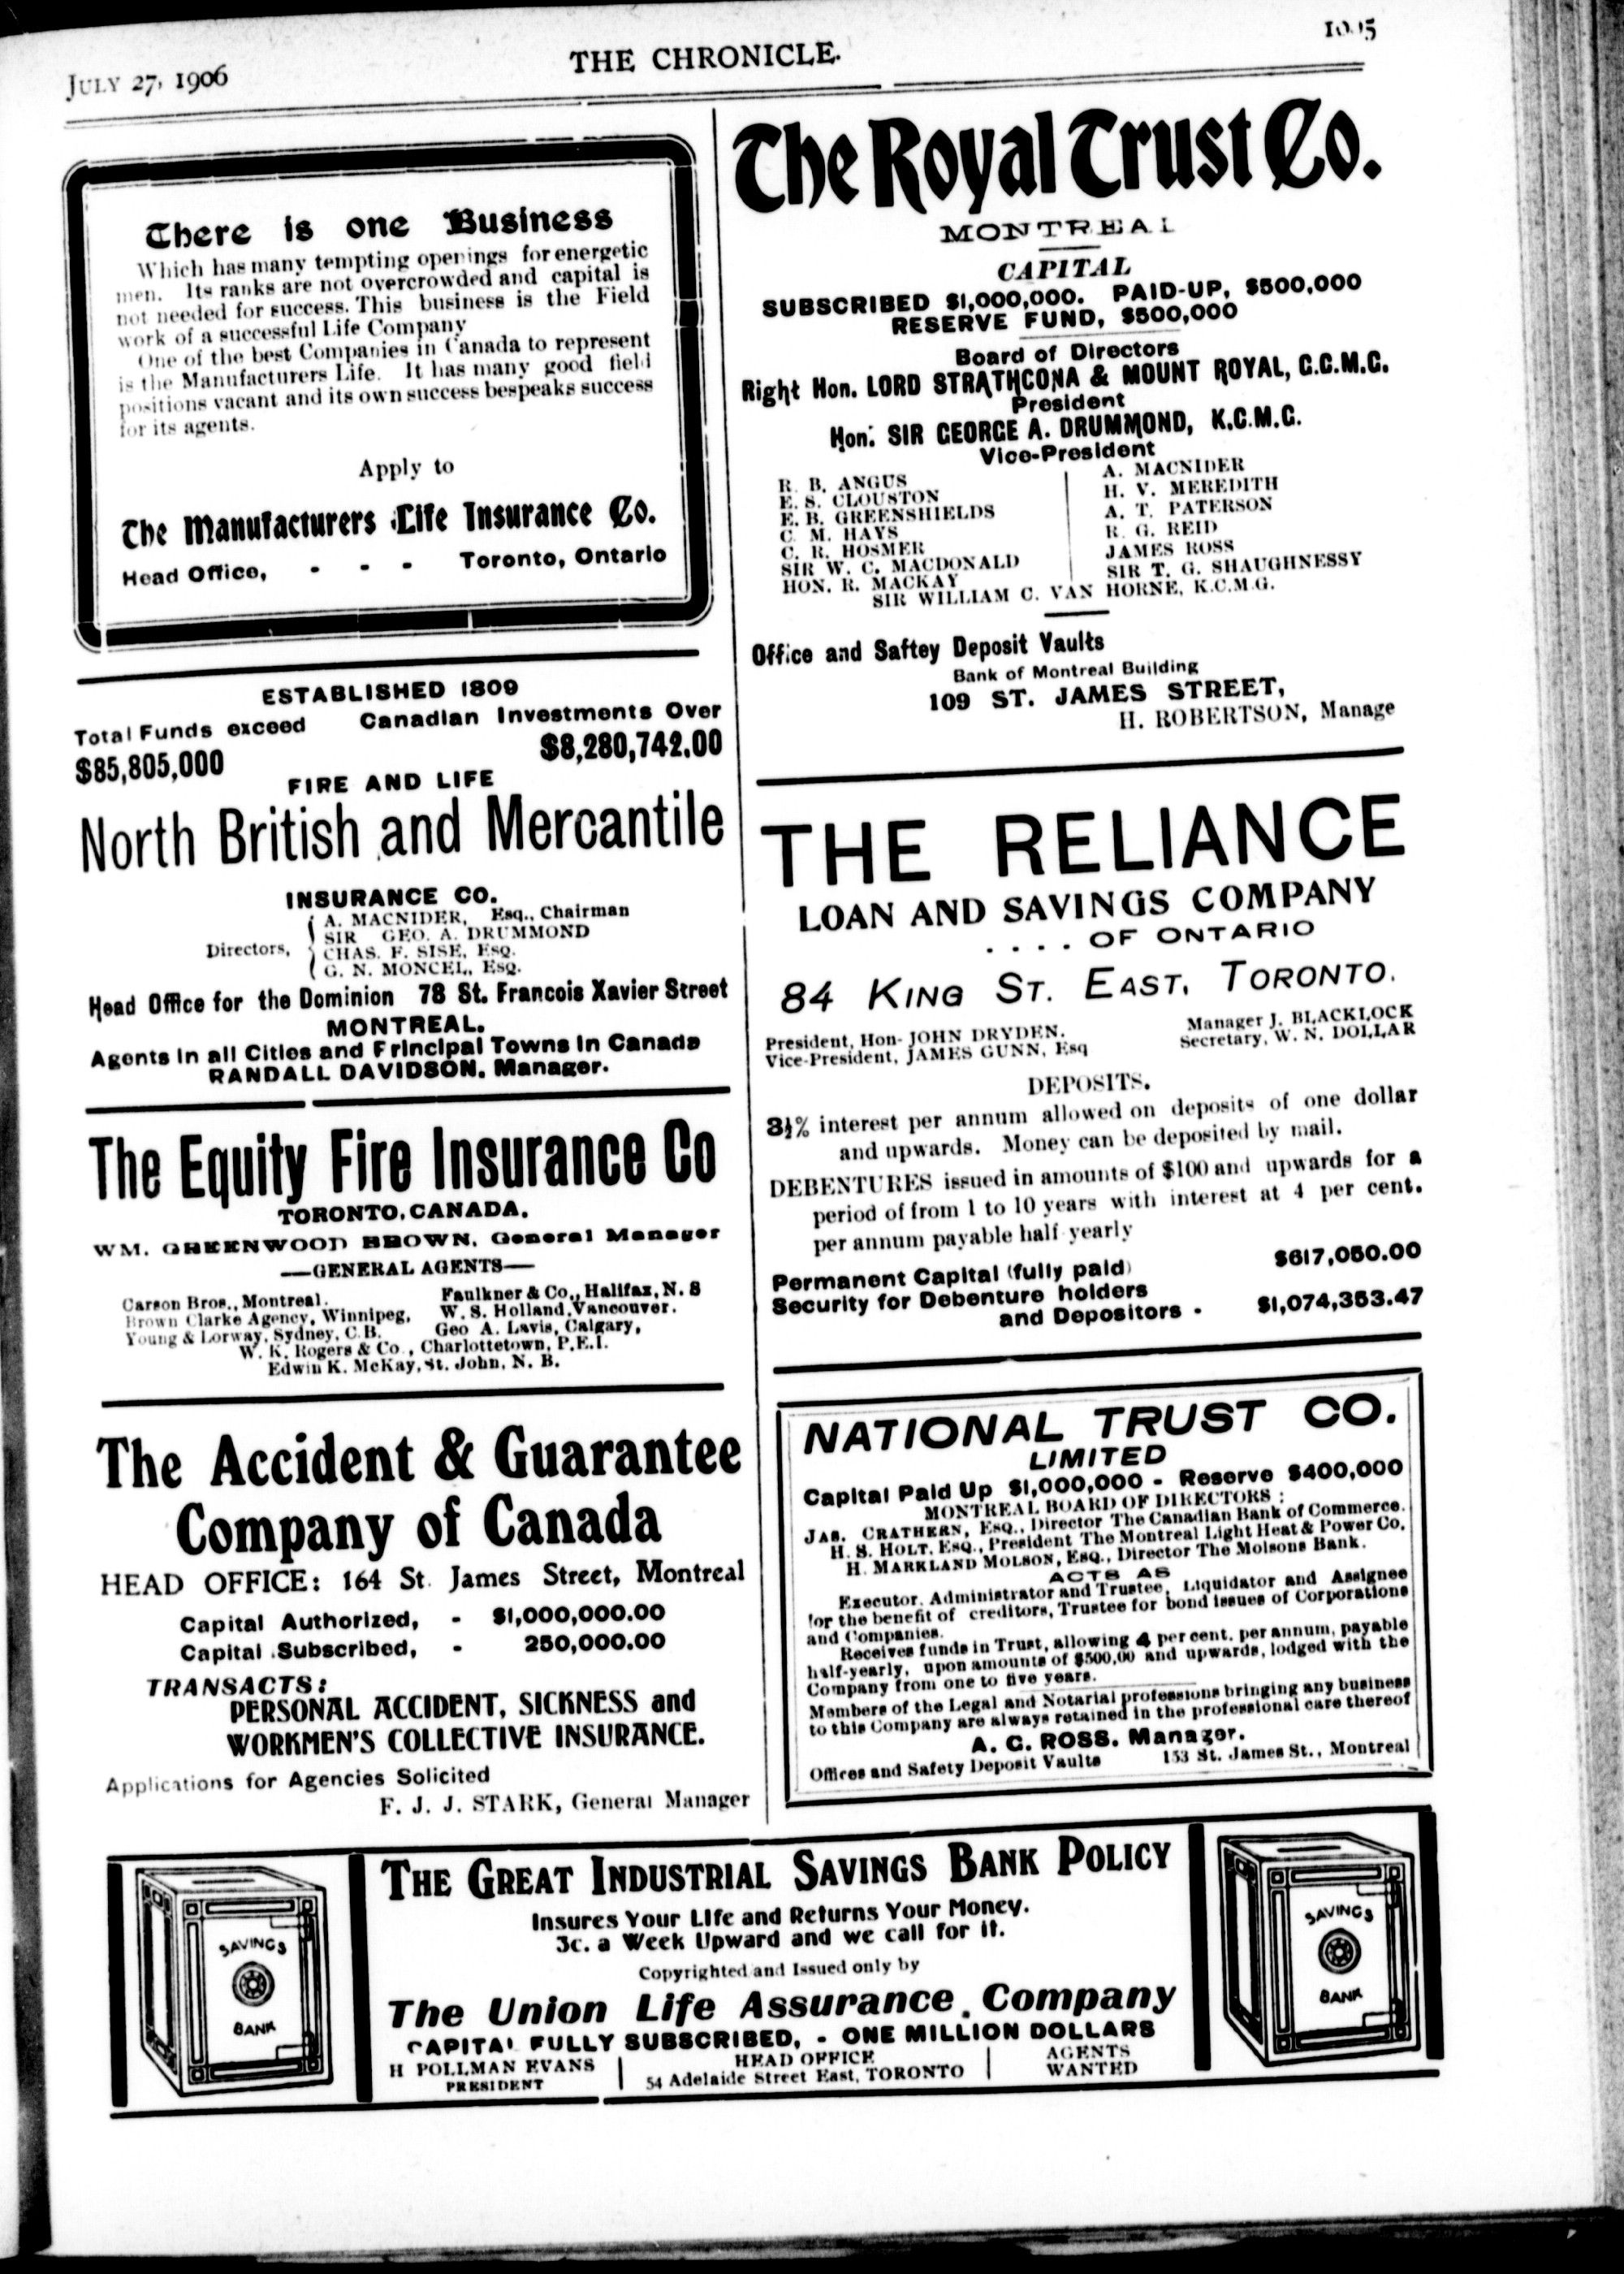 JULY 27, 1906
THE CHRONICLE.
There is one Business
Which has many tempting openings for energetic
men. Its ranks are not overcrowded and capital is
not needed for success. This business is the Field
work of a successful Life Company
One of the best Companies in Canada to represent
is the Manufacturers Life. It has many good field
positions vacant and its own success bespeaks success
for its agents.
Apply to
The Manufacturers Life Insurance Co.
Head Office, - - - Toronto, Ontario
ESTABLISHED 1809
Total Funds exceed Canadian Investments Over
$85,805,000 $8,280,742.00
FIRE AND LIFE
North British and Mercantile
INSURANCE CO.
Directors,
A. MACNIDER, Esq., Chairman
SIR GEO. A. DRUMMOND
CHAS. F. SISE, ESQ.
G. N. MONCEL, ESQ.
Head Office for the Dominion 78 St. Francois Xavier Street
MONTREAL.
Agents in all Cities and Principal Towns in Canada
RANDALL DAVIDSON, Manager.
The Equity Fire Insurance Co
TORONTO, CANADA.
WM. GREENWOOD BROWN, General Manager
—GENERAL AGENTS—
Carson Bros., Montreal. Faulkner & Co., Halifax, N. S
Brown Clarke Agency, Winnipeg, W. S. Holland, Vancouver.
Young & Lorway, Sydney, C.B. Geo A. Lavis, Calgary,
W. K. Rogers & Co., Charlottetown, P.E.I.
Edwin K. McKay, St. John, N. B.
The Accident & Guarantee
Company of Canada
HEAD OFFICE: 164 St. James Street, Montreal
Capital Authorized, - $1,000,000.00
Capital Subscribed, - 250,000.00
TRANSACTS:
PERSONAL ACCIDENT, SICKNESS and
WORKMEN'S COLLECTIVE INSURANCE.
Applications for Agencies Solicited
F. J. J. STARK, General Manager
The Royal Trust Co.
MONTREAL
CAPITAL
SUBSCRIBED $1,000,000. PAID-UP, $500,000
RESERVE FUND, $500,000
Board of Directors
Right Hon. LORD STRATHCONA & MOUNT ROYAL, G.C.M.G.
President
Hon. SIR GEORGE A. DRUMMOND, K.C.M.G.
Vice-President
R. B. ANGUS A. MACNIDER
E. S. CLOUSTON H. V. MEREDITH
E. B. GREENSHIELDS A. T. PATERSON
C. M. HAYS R. G. REID
C. R. HOSMER JAMES ROSS
SIR W. C. MACDONALD SIR T. G. SHAUGHNESSY
HON. R. MACKAY
SIR WILLIAM C. VAN HORNE, K.C.M.G.
Office and Saftey Deposit Vaults
Bank of Montreal Building
109 ST. JAMES STREET,
H. ROBERTSON, Manage
THE RELIANCE
LOAN AND SAVINGS COMPANY
. . . . OF ONTARIO
84 KING ST. EAST, TORONTO.
President, Hon- JOHN DRYDEN. Manager J. BLACKLOCK
Vice-President, JAMES GUNN, Esq Secretary, W. N. DOLLAR
DEPOSITS.
3½% interest per annum allowed on deposits of one dollar
and upwards. Money can be deposited by mail.
DEBENTURES issued in amounts of $100 and upwards for a
period of from 1 to 10 years with interest at 4 per cent.
per annum payable half yearly
Permanent Capital (fully paid) $617,050.00
Security for Debenture holders
and Depositors - $1,074,353.47
NATIONAL TRUST CO.
LIMITED
Capital Paid Up $1,000,000 - Reserve $400,000
MONTREAL BOARD OF DIRECTORS :
JAS. CRATHERN, ESQ., Director The Canadian Bank of Commerce.
H. S. HOLT, ESQ., President The Montreal Light Heat & Power Co.
H. MARKLAND MOLSON, ESQ., Director The Molsons Bank.
ACTS AS
Executor, Administrator and Trustee, Liquidator and Assignee
for the benefit of creditors, Trustee for bond issues of Corporations
and Companies.
Receives funds in Trust, allowing 4 per cent. per annum, payable
half-yearly, upon amounts of $500,00 and upwards, lodged with the
Company from one to five years.
Members of the Legal and Notarial professions bringing any business
to this Company are always retained in the professional care thereof
A. G. ROSS. Manager.
Offices and Safety Deposit Vaults 153 St. James St., Montreal
SAVINGS
BANK
THE GREAT INDUSTRIAL SAVINGS BANK POLICY
Insures Your Life and Returns Your Money.
3c. a Week Upward and we call for it.
Copyrighted and Issued only by
The Union Life Assurance Company
CAPITAL FULLY SUBSCRIBED, - ONE MILLION DOLLARS
H POLLMAN EVANS
PRESIDENT
HEAD OFFICE
54 Adelaide Street East, TORONTO
AGENTS
WANTED
SAVINGS
BANK